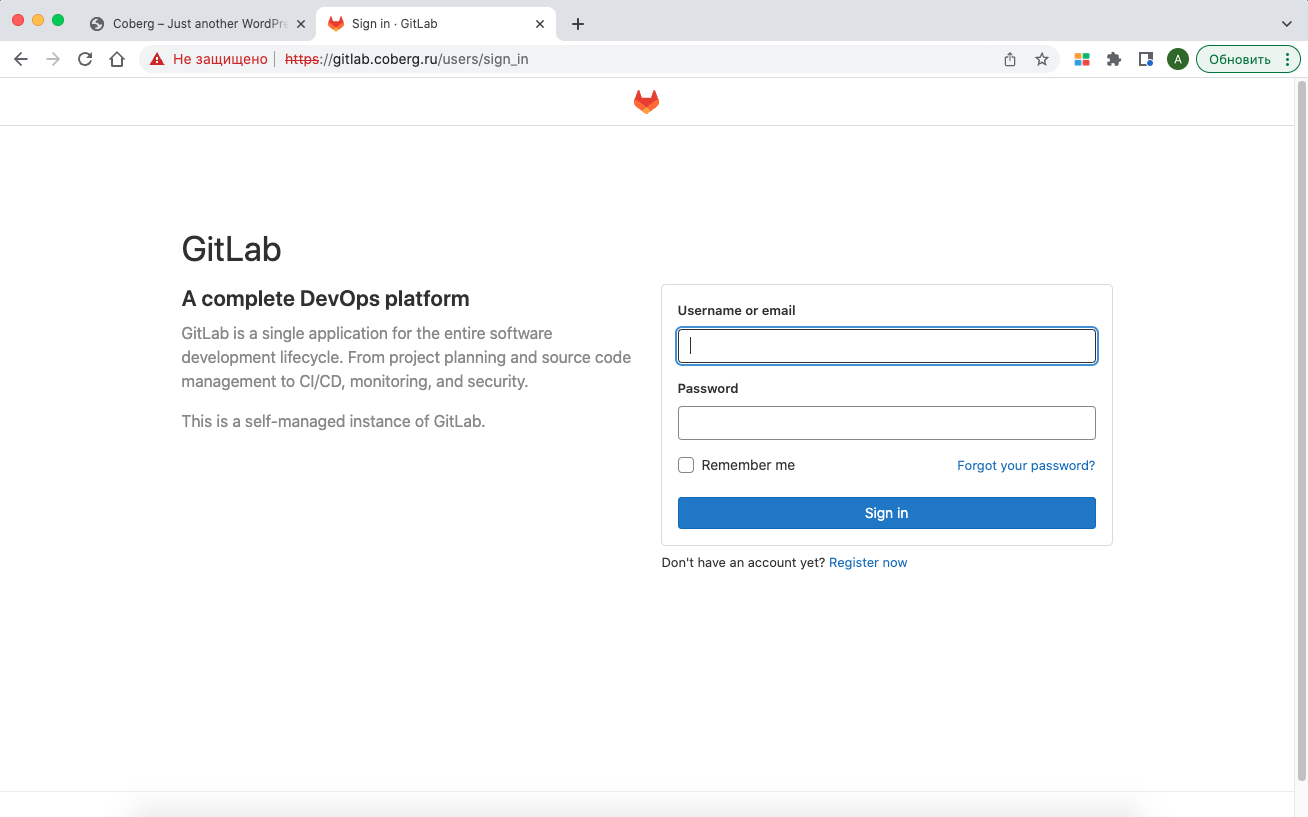 Coberg – Just another WordPre
Sign in · GitLab
Не защищено
https://gitlab.coberg.ru/users/sign_in
A
Обновить
GitLab
A complete DevOps platform
GitLab is a single application for the entire software
development lifecycle. From project planning and source code
management to CI/CD, monitoring, and security.
This is a self-managed instance of GitLab.
Username or email
Password
Remember me
Forgot your password?
Sign in
Don't have an account yet? Register now